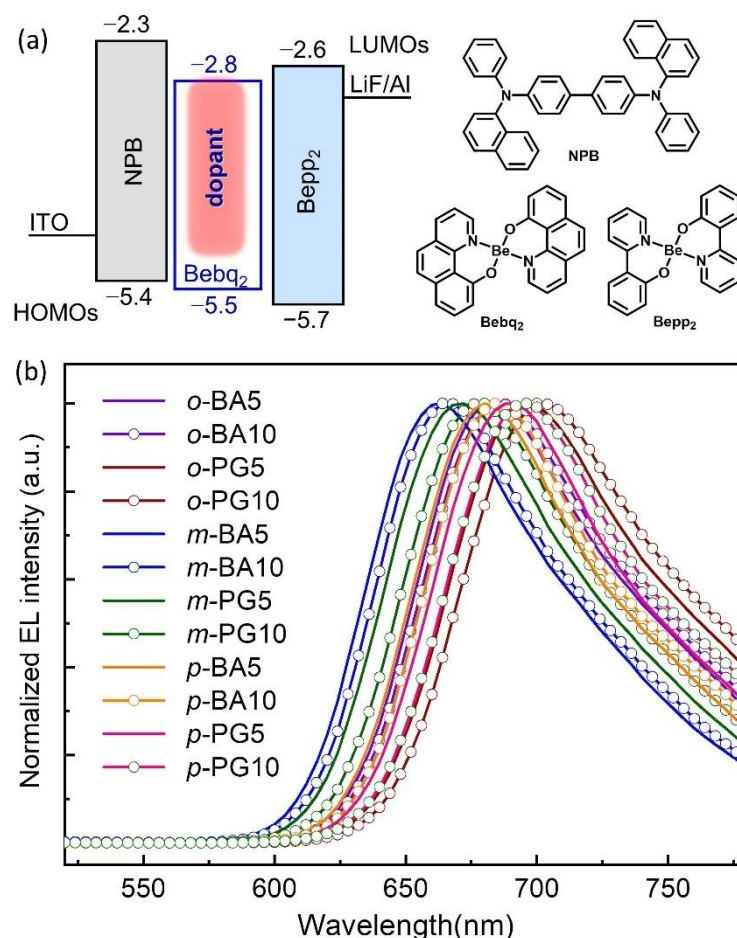 (a)
−2.3
−2.8
−2.6
LUMOs
LiF/Al
NPB
dopant
Bepp₂
ITO
Bebq₂
−5.4
−5.5
−5.7
HOMOs
N
N
NPB
O
N
Be
N
O
Bebq₂
O
N
Be
N
O
Bepp₂
(b)
o-BA5
o-BA10
o-PG5
o-PG10
m-BA5
m-BA10
m-PG5
m-PG10
p-BA5
p-BA10
p-PG5
p-PG10
Normalized EL intensity (a.u.)
550
600
650
700
750
Wavelength(nm)